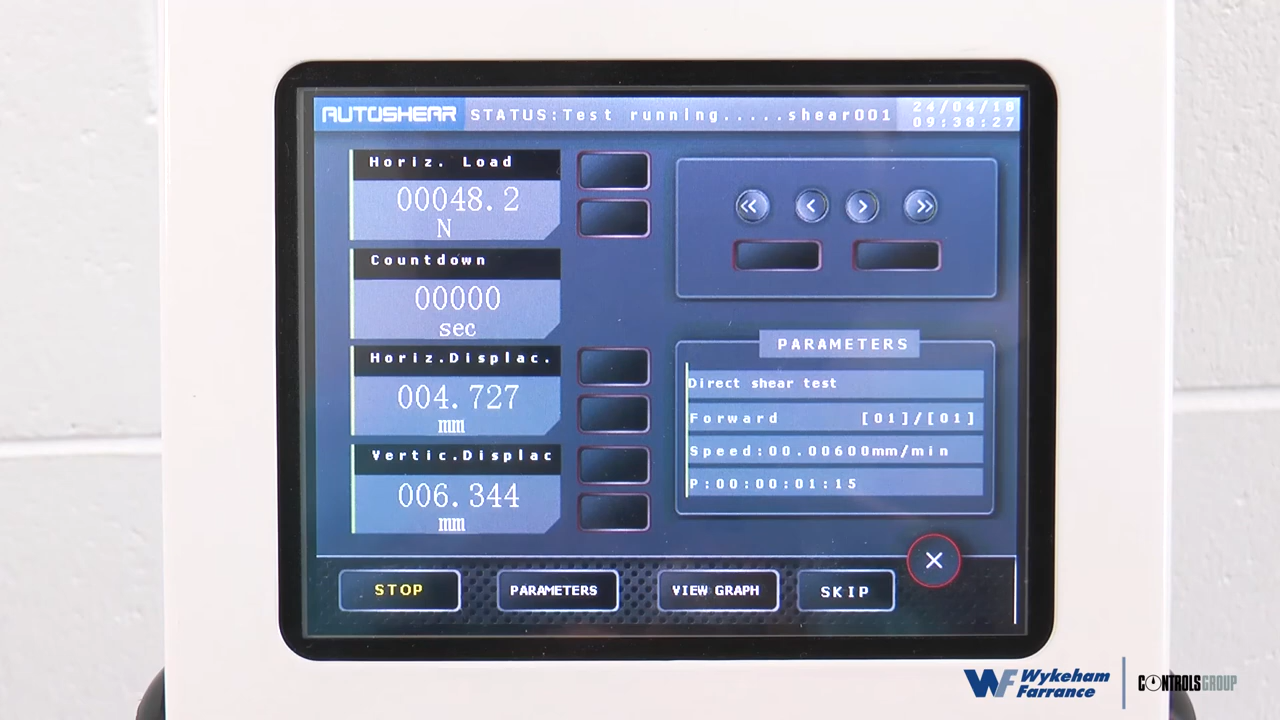 AUTOSHEAR STATUS:Test running.....shear001 24/04/18
09:38:27
Horiz. Load
00048.2
N
Countdown
00000
sec
Horiz.Displac.
004.727
mm
Vertic.Displac
006.344
mm
PARAMETERS
Direct shear test
Forward [01]/[01]
Speed:00.00600mm/min
P:00:00:01:15
STOP PARAMETERS VIEW GRAPH SKIP
WF Wykeham
Farrance
CONTROLSGROUP